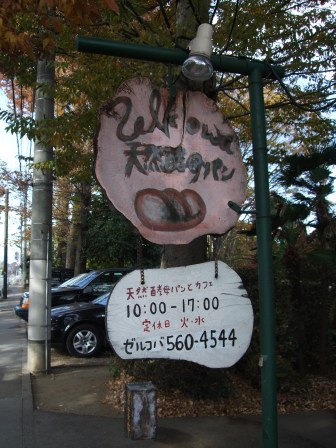 Welkome
天然酵母パン
天然酵母パンとカフェ
10:00-17:00
定休日 火・水
ゼルコバ 560-4544